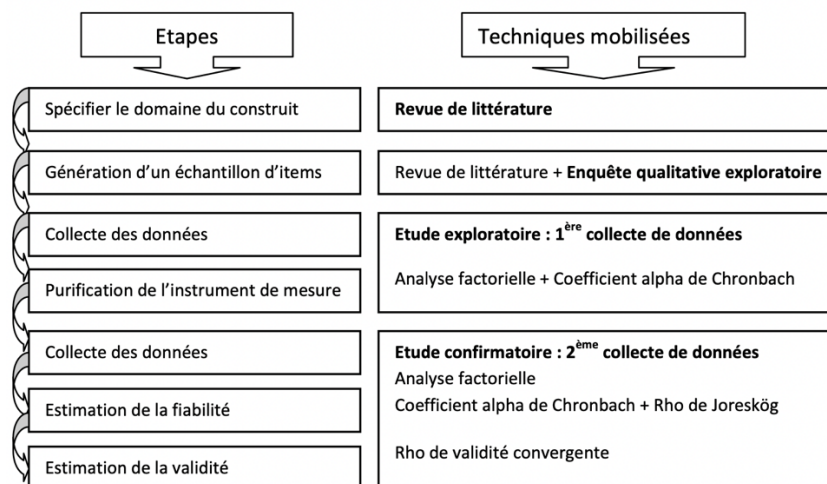 Etapes
Techniques mobilisées
Spécifier le domaine du construit
Revue de littérature
Génération d'un échantillon d'items
Revue de littérature + Enquête qualitative exploratoire
Collecte des données
Etude exploratoire : 1ère collecte de données
Analyse factorielle + Coefficient alpha de Chronbach
Purification de l'instrument de mesure
Collecte des données
Etude confirmatoire : 2ème collecte de données
Analyse factorielle
Estimation de la fiabilité
Coefficient alpha de Chronbach + Rho de Joreskög
Rho de validité convergente
Estimation de la validité